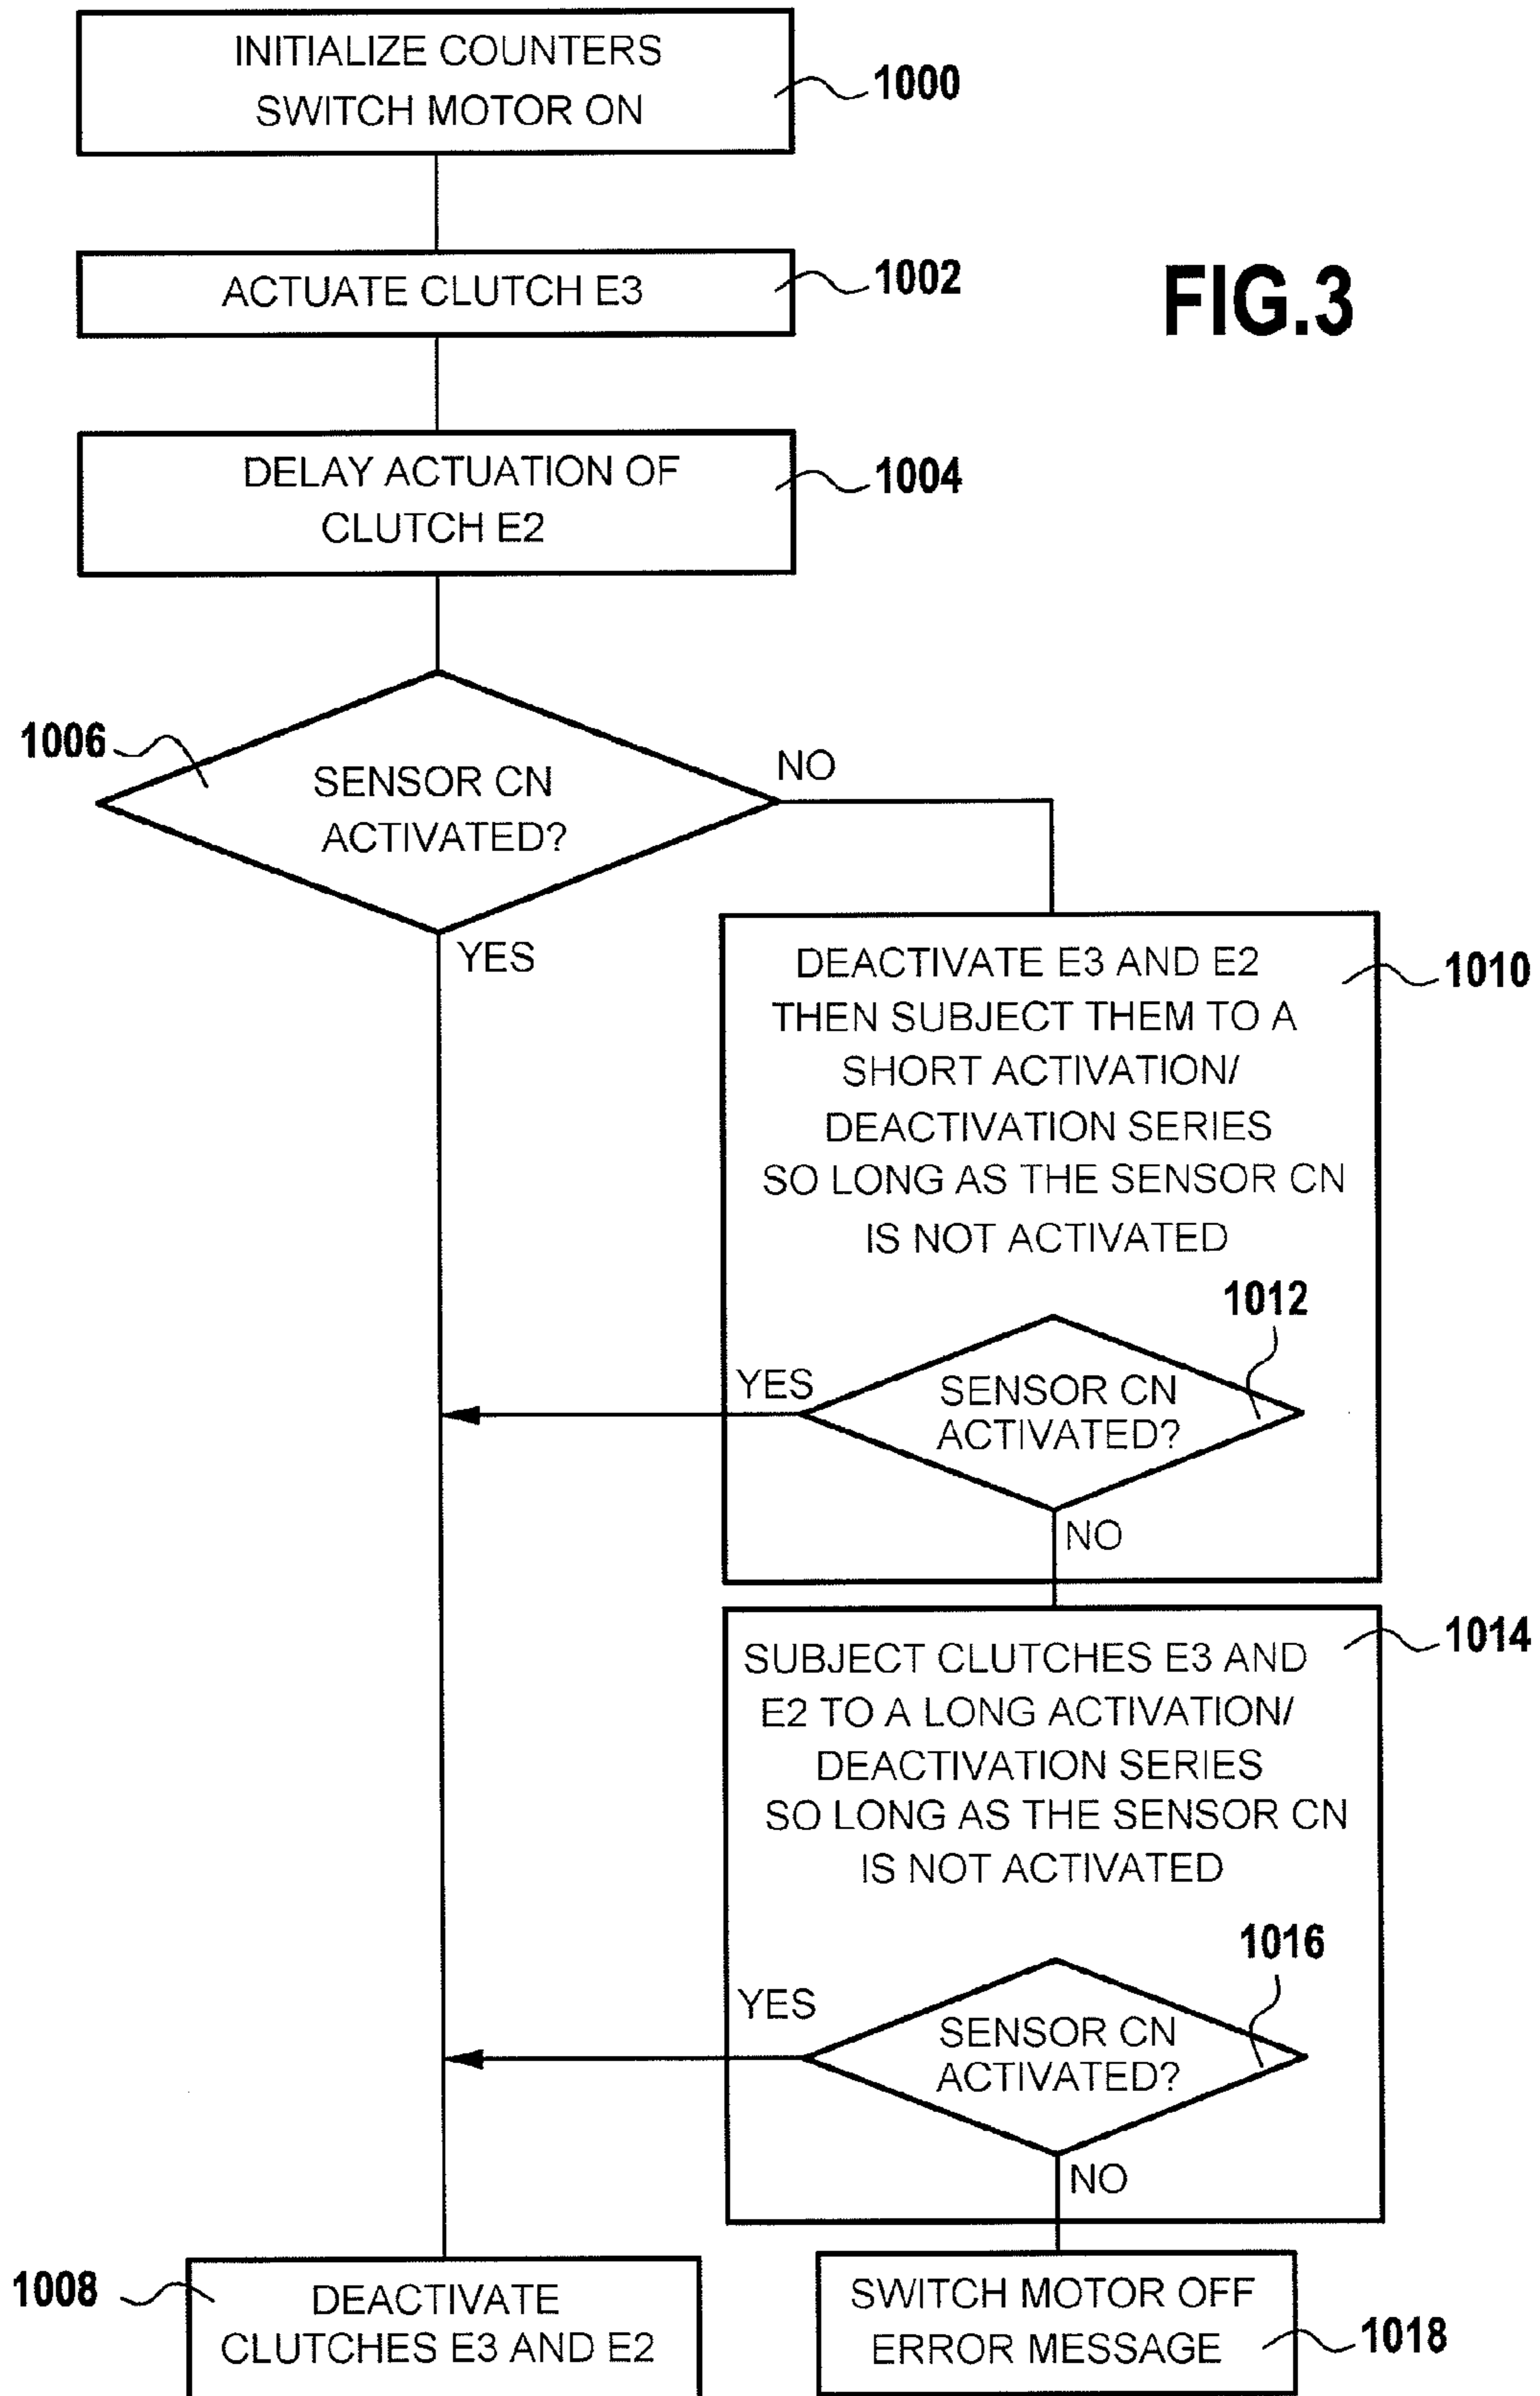 INITIALIZE COUNTERS
SWITCH MOTOR ON
1000
ACTUATE CLUTCH E3
1002
FIG.3
DELAY ACTUATION OF
CLUTCH E2
1004
1006
SENSOR CN
ACTIVATED?
NO
YES
DEACTIVATE E3 AND E2
THEN SUBJECT THEM TO A
SHORT ACTIVATION/
DEACTIVATION SERIES
SO LONG AS THE SENSOR CN
IS NOT ACTIVATED
1010
1012
YES
SENSOR CN
ACTIVATED?
NO
SUBJECT CLUTCHES E3 AND
E2 TO A LONG ACTIVATION/
DEACTIVATION SERIES
SO LONG AS THE SENSOR CN
IS NOT ACTIVATED
1014
1016
YES
SENSOR CN
ACTIVATED?
NO
1008
DEACTIVATE
CLUTCHES E3 AND E2
SWITCH MOTOR OFF
ERROR MESSAGE
1018